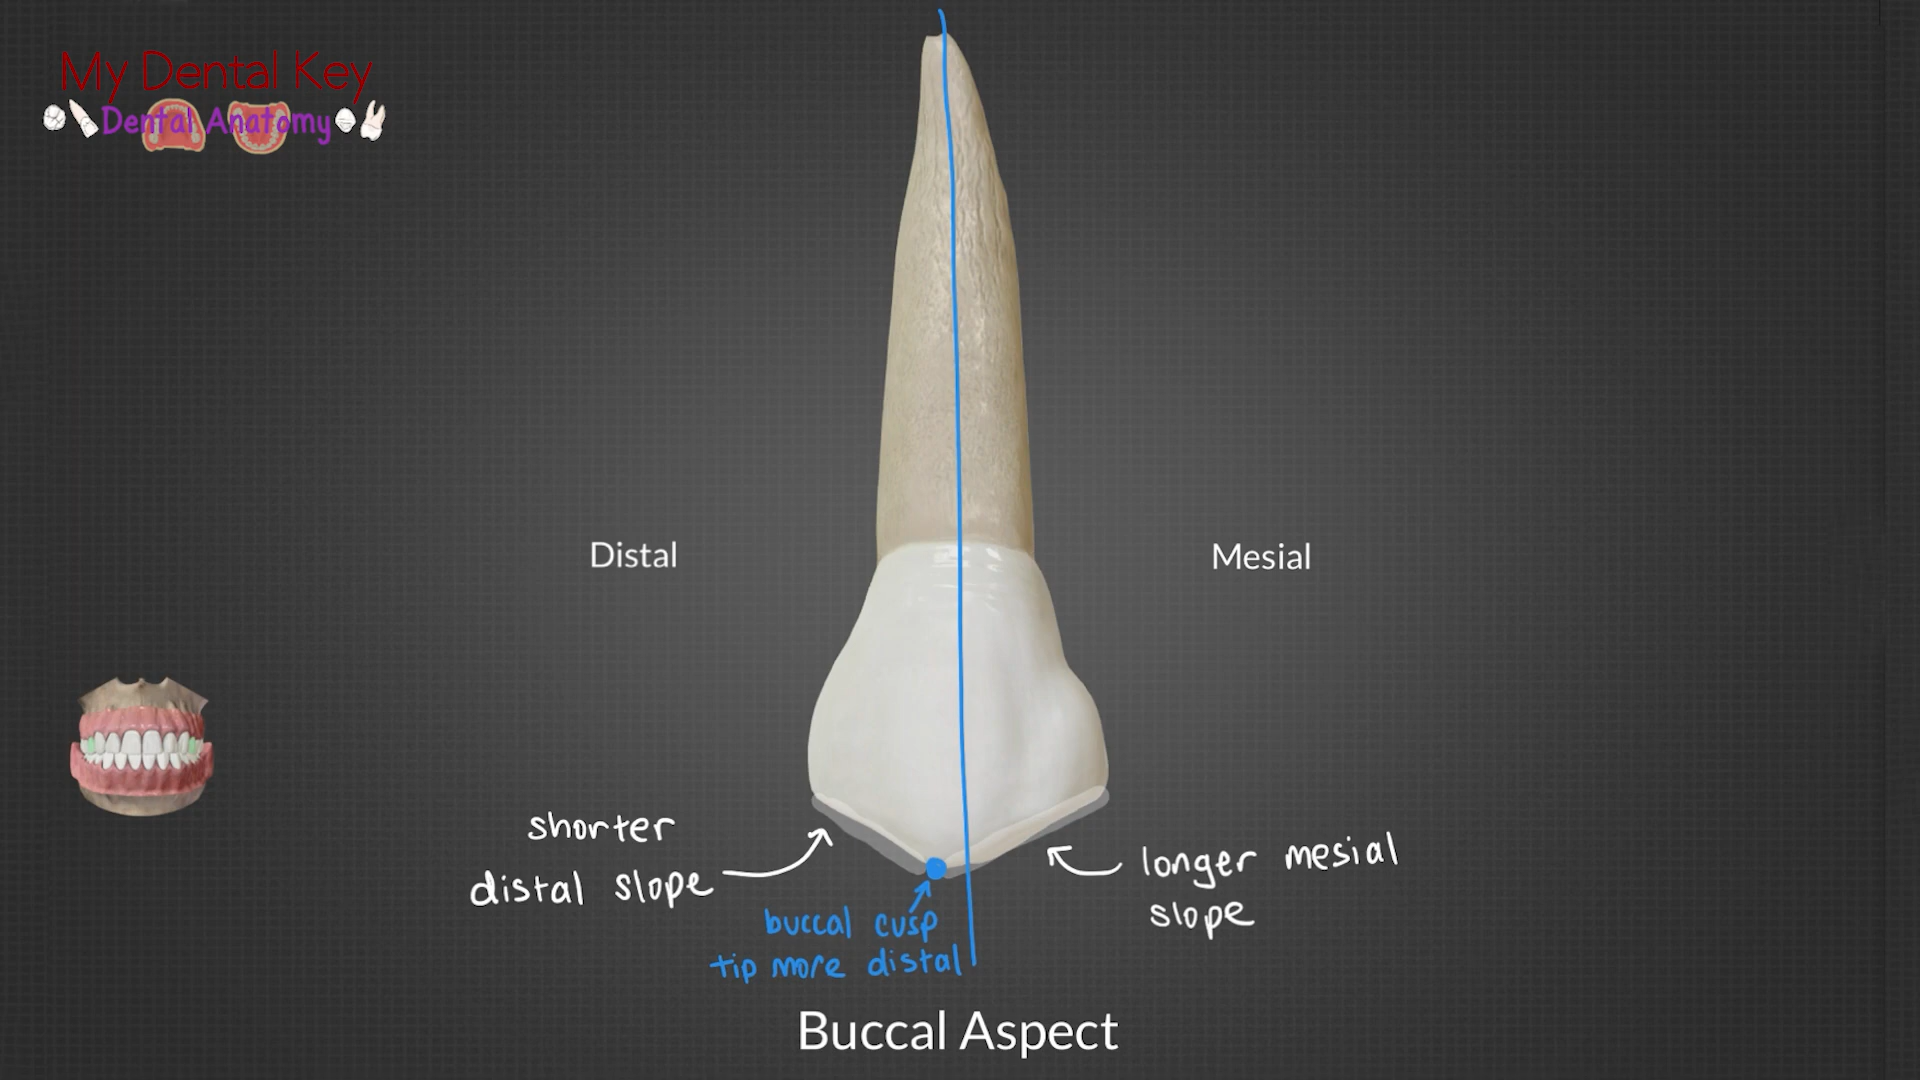 My Dental Key
Dental Anatomy
Distal
Mesial
shorter
distal slope
longer mesial
slope
buccal cusp
tip more distal
Buccal Aspect